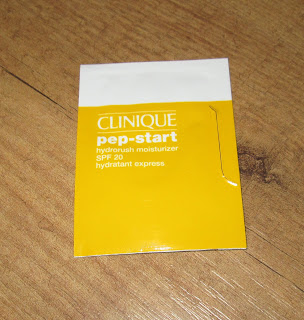 CLINIQUE
pep-start
hydrorush moisturizer
SPF 20
hydratant express